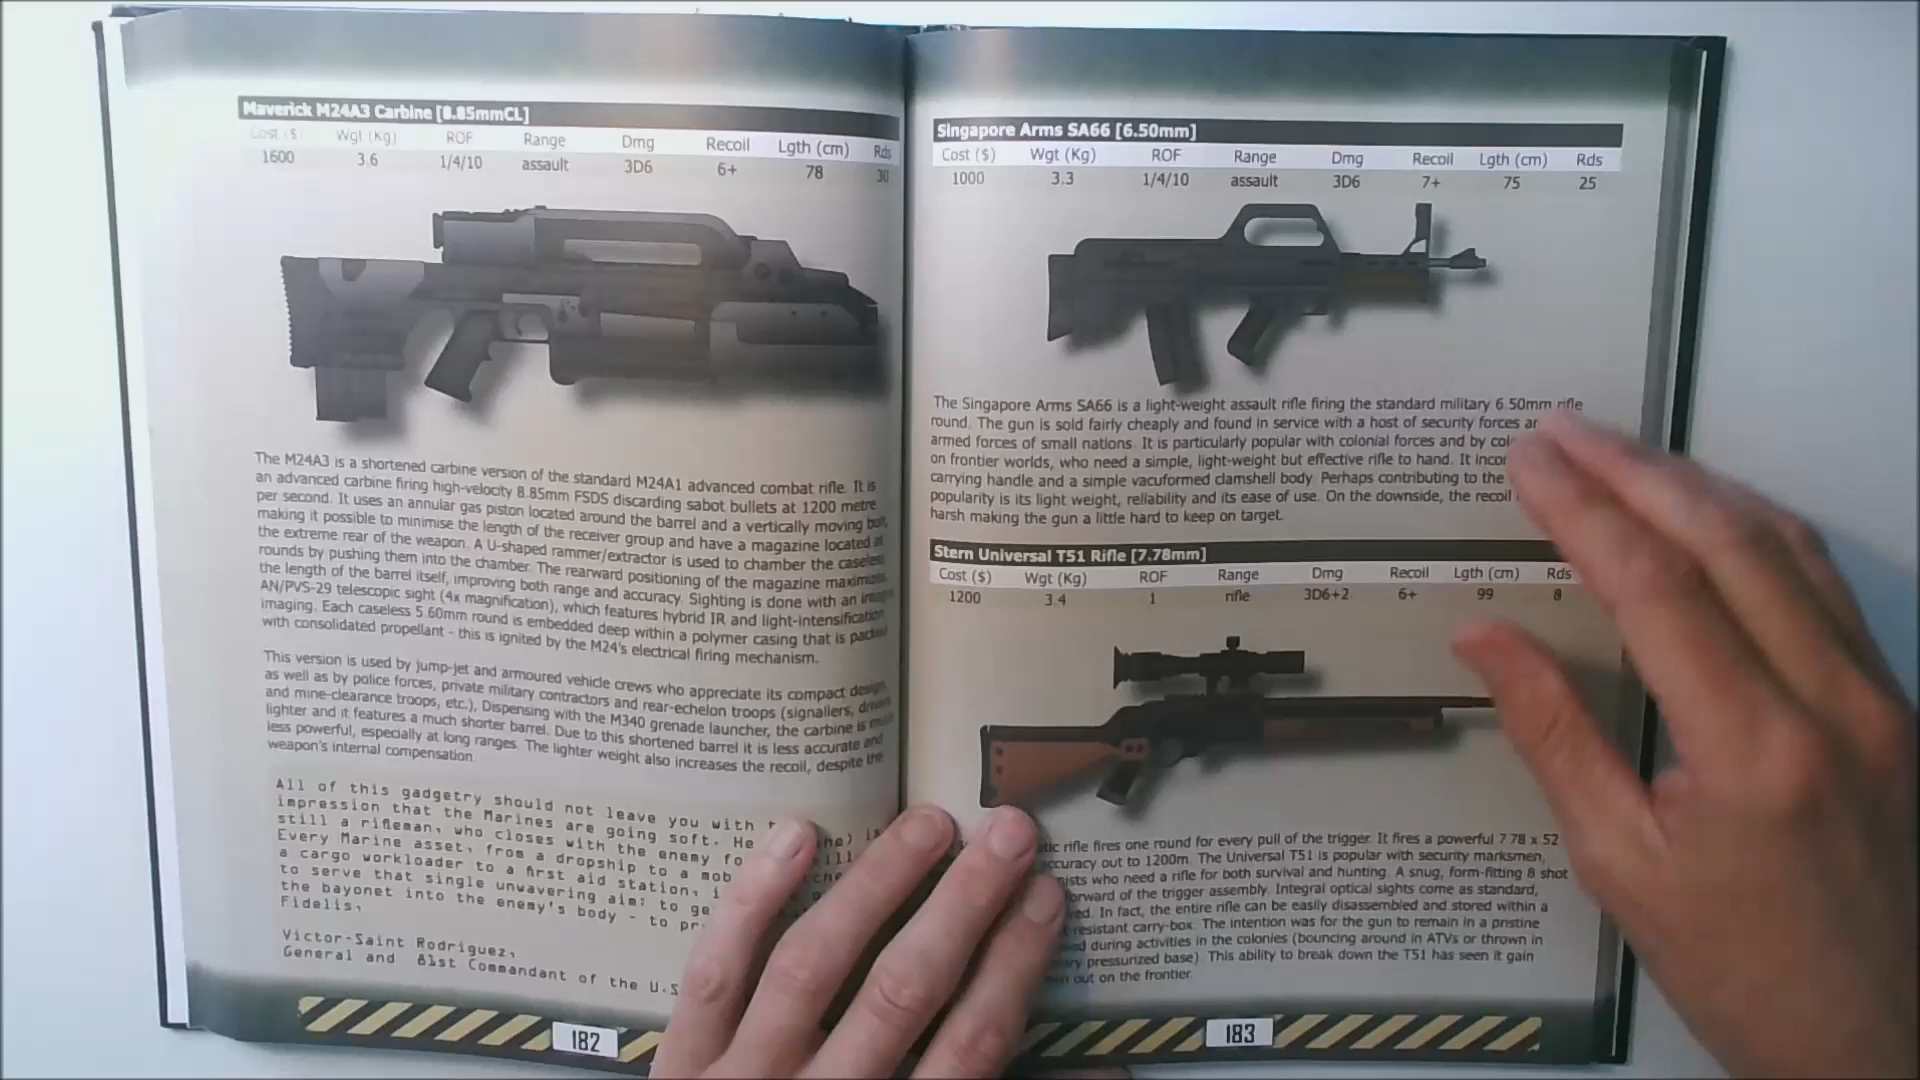 Maverick M24A3 Carbine [8.85mmCL]
Cost ($) Wgt (Kg) ROF Range Dmg Recoil Lgth (cm) Rds
1600 3.6 1/4/10 assault 3D6 6+ 78 30
The M24A3 is a shortened carbine version of the standard M24A1 advanced combat rifle. It is
an advanced carbine firing high-velocity 8.85mm FSDS discarding sabot bullets at 1200 metre
per second. It uses an annular gas piston located around the barrel and a vertically moving bolt,
making it possible to minimise the length of the receiver group and have a magazine located at
the extreme rear of the weapon. A U-shaped rammer/extractor is used to chamber the caseless
rounds by pushing them into the chamber. The rearward positioning of the magazine maximizes
the length of the barrel itself, improving both range and accuracy. Sighting is done with an
AN/PVS-29 telescopic sight (4x magnification), which features hybrid IR and light-intensification
imaging. Each caseless 5.60mm round is embedded deep within a polymer casing that is packed
with consolidated propellant - this is ignited by the M24's electrical firing mechanism.
This version is used by jump-jet and armoured vehicle crews who appreciate its compact design,
as well as by police forces, private military contractors and rear-echelon troops (signallers, drivers
and mine-clearance troops, etc.), Dispensing with the M340 grenade launcher, the carbine is much
lighter and it features a much shorter barrel. Due to this shortened barrel it is less accurate and
less powerful, especially at long ranges. The lighter weight also increases the recoil, despite the
weapon's internal compensation
All of this gadgetry should not leave you with
impression that the Marines are going soft. He is
still a rifleman, who closes with the enemy
Every Marine asset, from a dropship to a
a cargo workloader to a first aid station,
to serve that single unwavering aim: to
the bayonet into the enemy's body - to
Fidelis,
Victor-Saint Rodriguez,
General and 81st Commandant of the U.S
182
Singapore Arms SA66 [6.50mm]
Cost ($) Wgt (Kg) ROF Range Dmg Recoil Lgth (cm) Rds
1000 3.3 1/4/10 assault 3D6 7+ 75 25
The Singapore Arms SA66 is a light-weight assault rifle firing the standard military 6.50mm rifle
round. The gun is sold fairly cheaply and found in service with a host of security forces
armed forces of small nations. It is particularly popular with colonial forces and by
on frontier worlds, who need a simple, light-weight but effective rifle to hand. It
carrying handle and a simple vacuformed clamshell body. Perhaps contributing to the
popularity is its light weight, reliability and its ease of use. On the downside, the recoil
harsh making the gun a little hard to keep on target.
Stern Universal T51 Rifle [7.78mm]
Cost ($) Wgt (Kg) ROF Range Dmg Recoil Lgth (cm) Rds
1200 3.4 1 rifle 3D6+2 6+ 99 8
rifle fires one round for every pull of the trigger. It fires a powerful 7.78 x 52
accuracy out to 1200m. The Universal T51 is popular with security marksmen,
who need a rifle for both survival and hunting. A snug, form-fitting 8 shot
forward of the trigger assembly. Integral optical sights come as standard,
In fact, the entire rifle can be easily disassembled and stored within a
resistant carry-box. The intention was for the gun to remain in a pristine
during activities in the colonies (bouncing around in ATVs or thrown in
pressurized base). This ability to break down the T51 has seen it gain
out on the frontier.
183